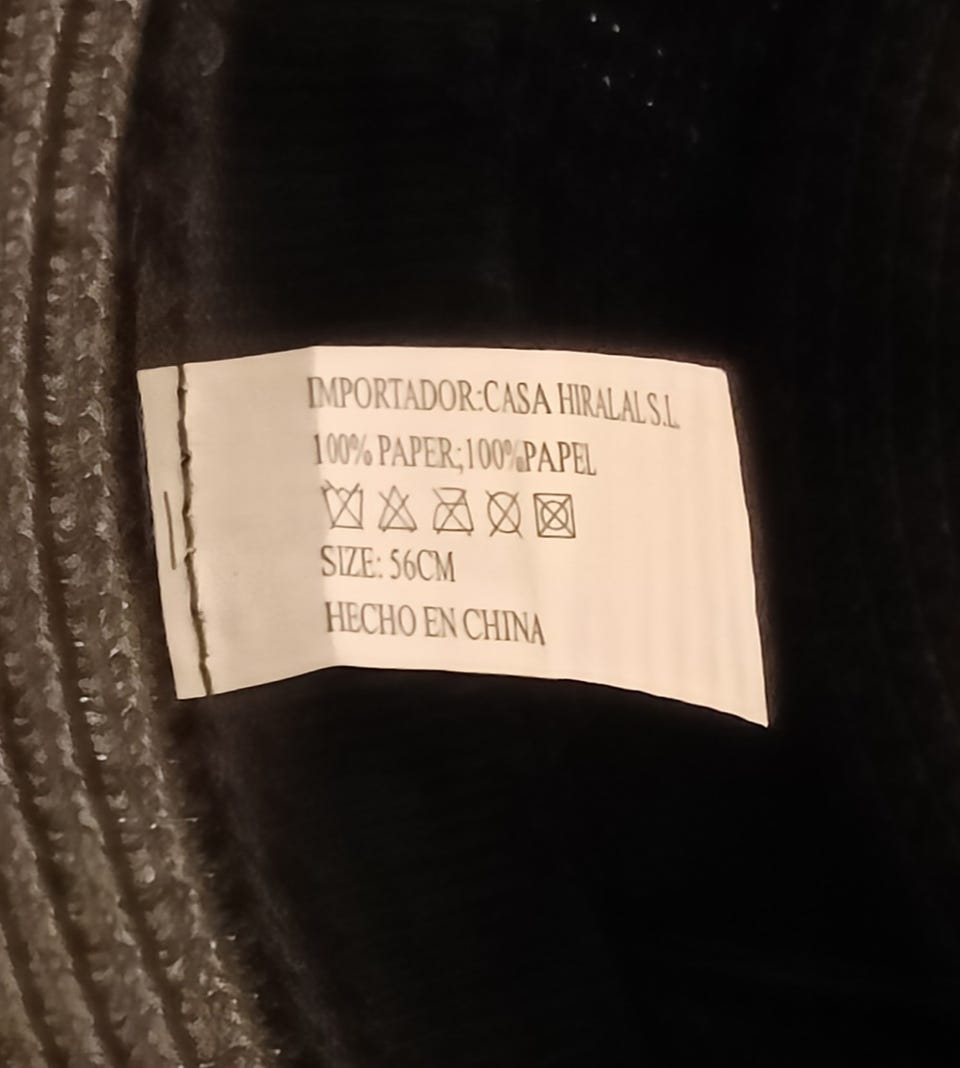 IMPORTADOR:CASA HIRALAL S.L.
100% PAPER;100%PAPEL
SIZE: 56CM
HECHO EN CHINA